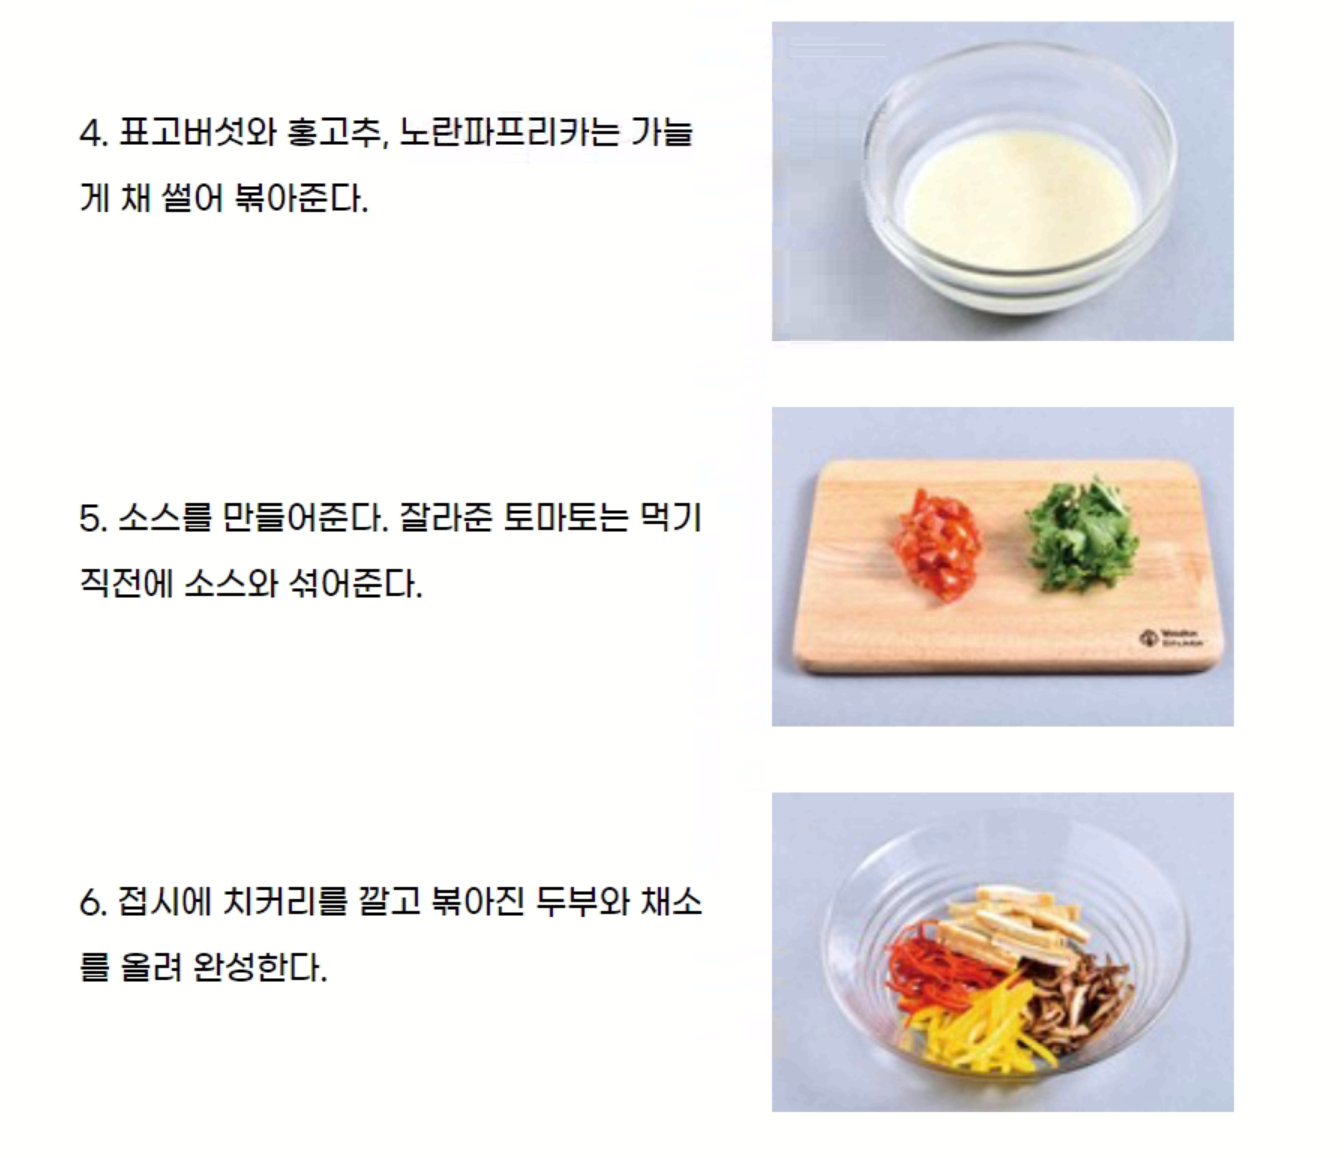 4. 표고버섯와 홍고추, 노란파프리카는 가늘
게 채 썰어 볶아준다.
5. 소스를 만들어준다. 잘라준 토마토는 먹기
직전에 소스와 섞어준다.
6. 접시에 치커리를 깔고 볶아진 두부와 채소
를 올려 완성한다.